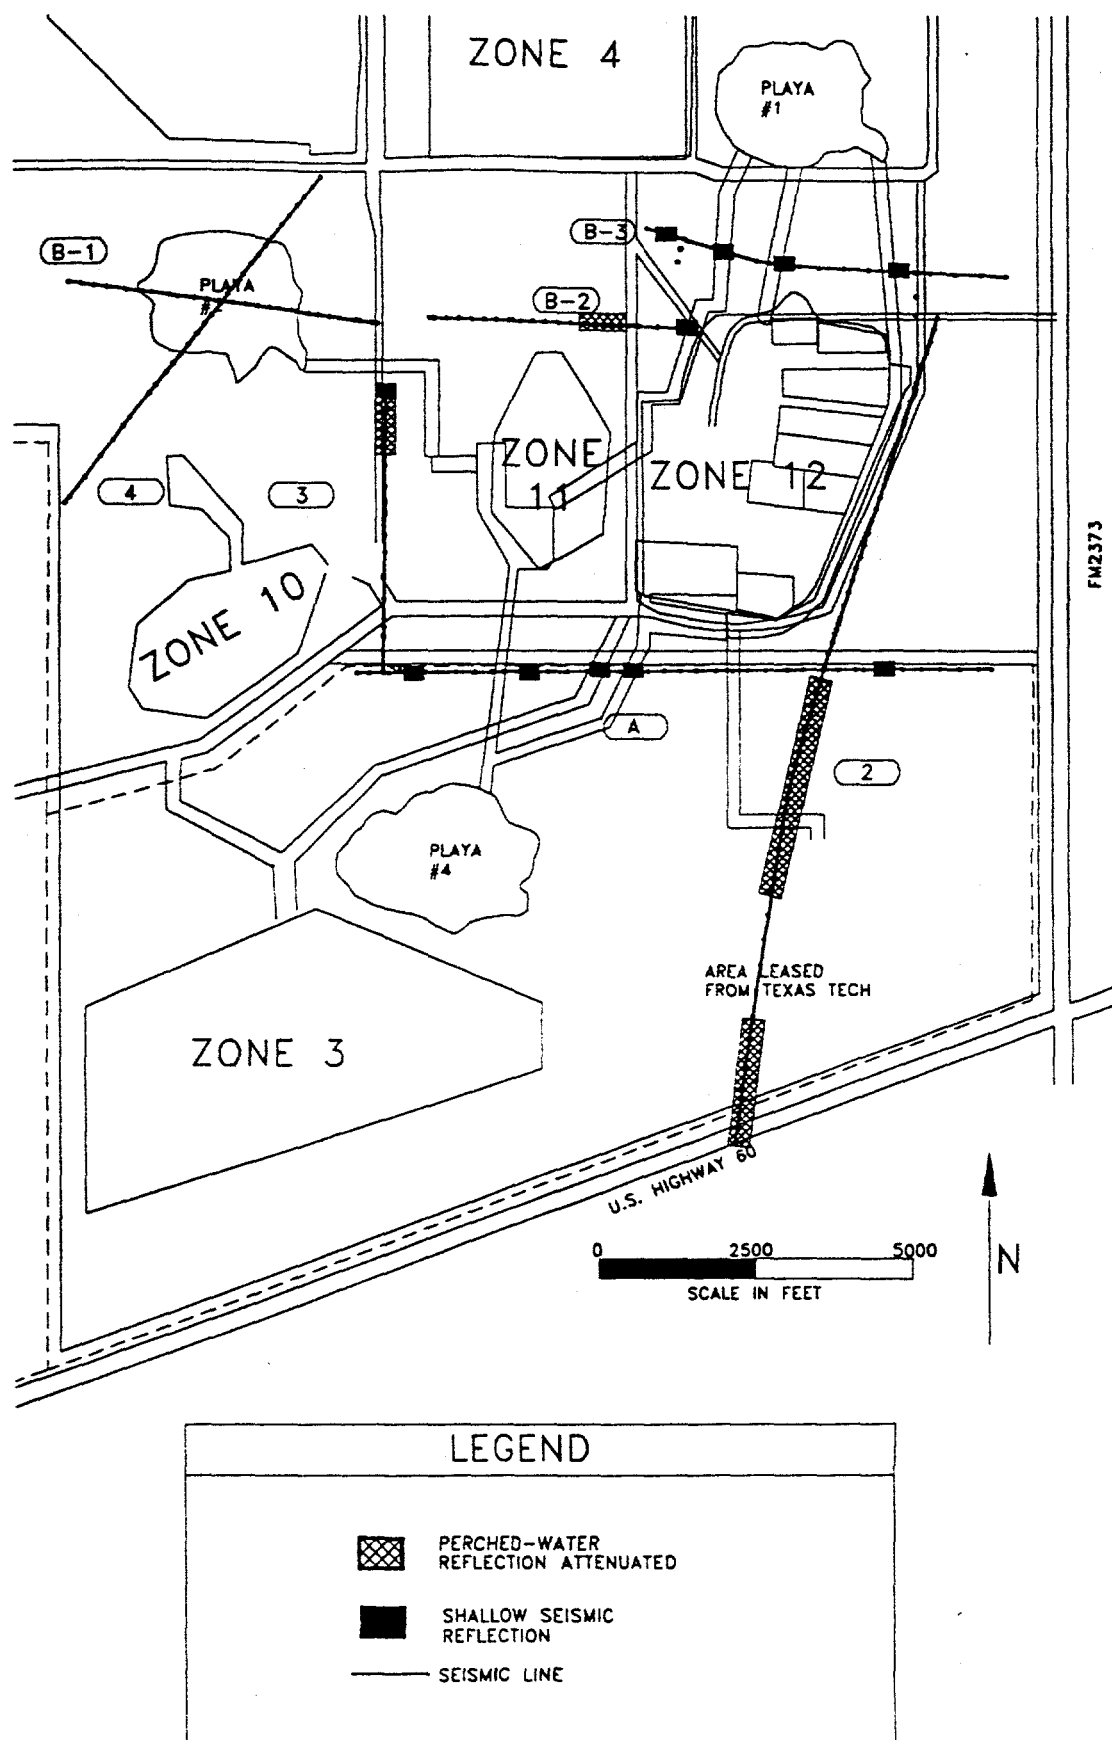 ZONE 4
PLAYA
#1
B-1
B-3
PLAYA
B-2
ZONE
11
ZONE 12
4
3
FM2373
ZONE 10
A
2
PLAYA
#4
AREA LEASED
FROM TEXAS TECH
ZONE 3
U.S. HIGHWAY 60
0 2500 5000
SCALE IN FEET
N
LEGEND
PERCHED-WATER
REFLECTION ATTENUATED
SHALLOW SEISMIC
REFLECTION
SEISMIC LINE